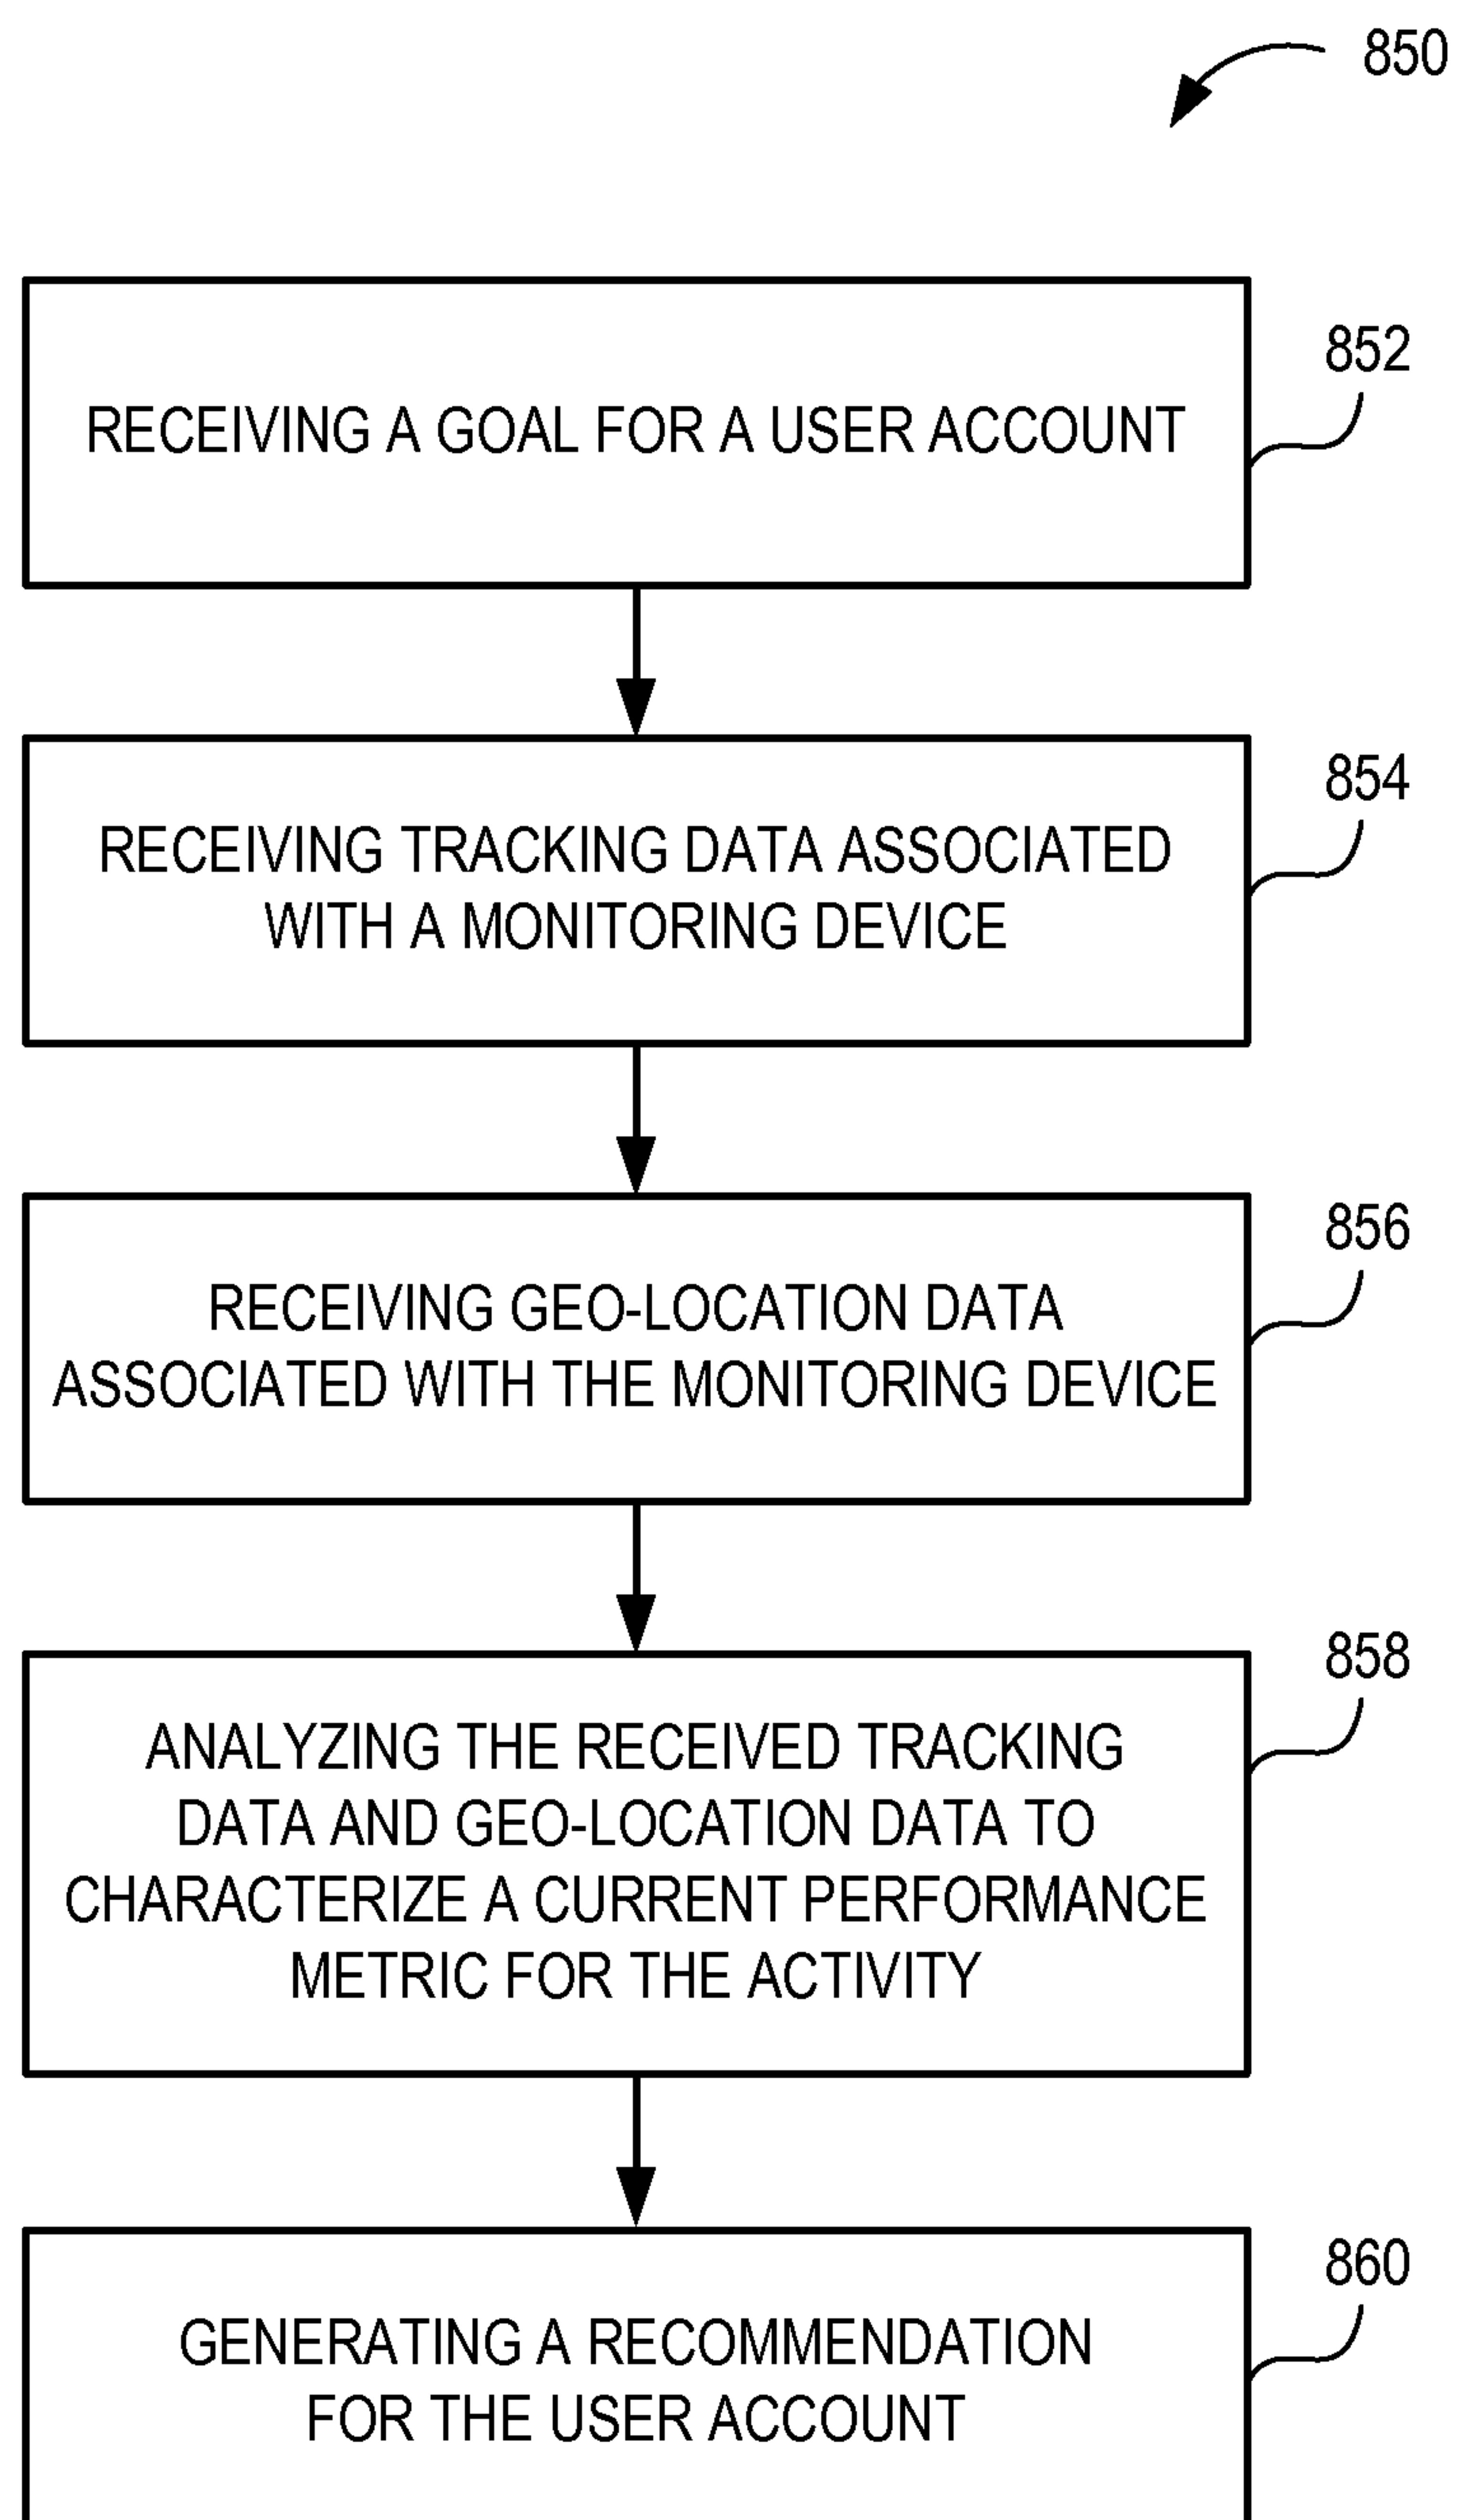 850
852
RECEIVING A GOAL FOR A USER ACCOUNT
854
RECEIVING TRACKING DATA ASSOCIATED
WITH A MONITORING DEVICE
856
RECEIVING GEO-LOCATION DATA
ASSOCIATED WITH THE MONITORING DEVICE
858
ANALYZING THE RECEIVED TRACKING
DATA AND GEO-LOCATION DATA TO
CHARACTERIZE A CURRENT PERFORMANCE
METRIC FOR THE ACTIVITY
860
GENERATING A RECOMMENDATION
FOR THE USER ACCOUNT